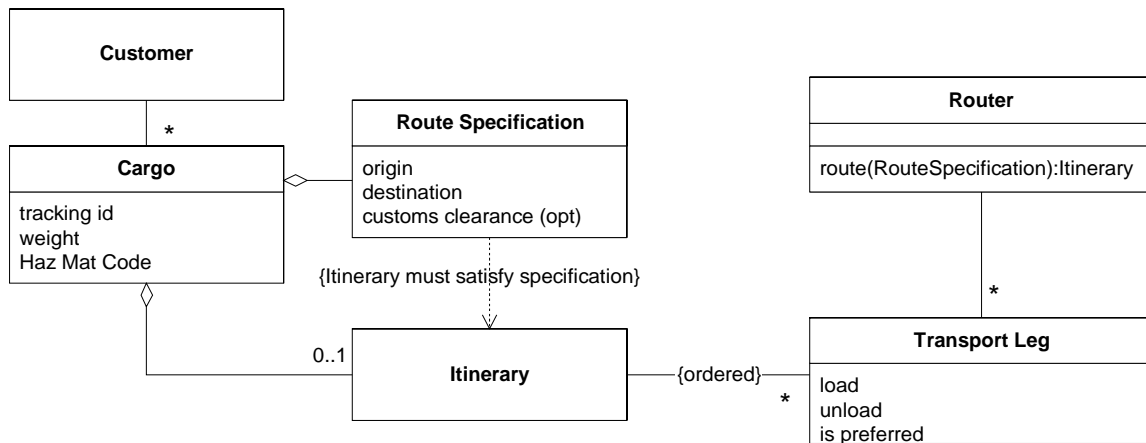 Customer
*
Cargo
tracking id
weight
Haz Mat Code
Route Specification
origin
destination
customs clearance (opt)
{Itinerary must satisfy specification}
Router
route(RouteSpecification):Itinerary
*
0..1
Itinerary
{ordered}
*
Transport Leg
load
unload
is preferred